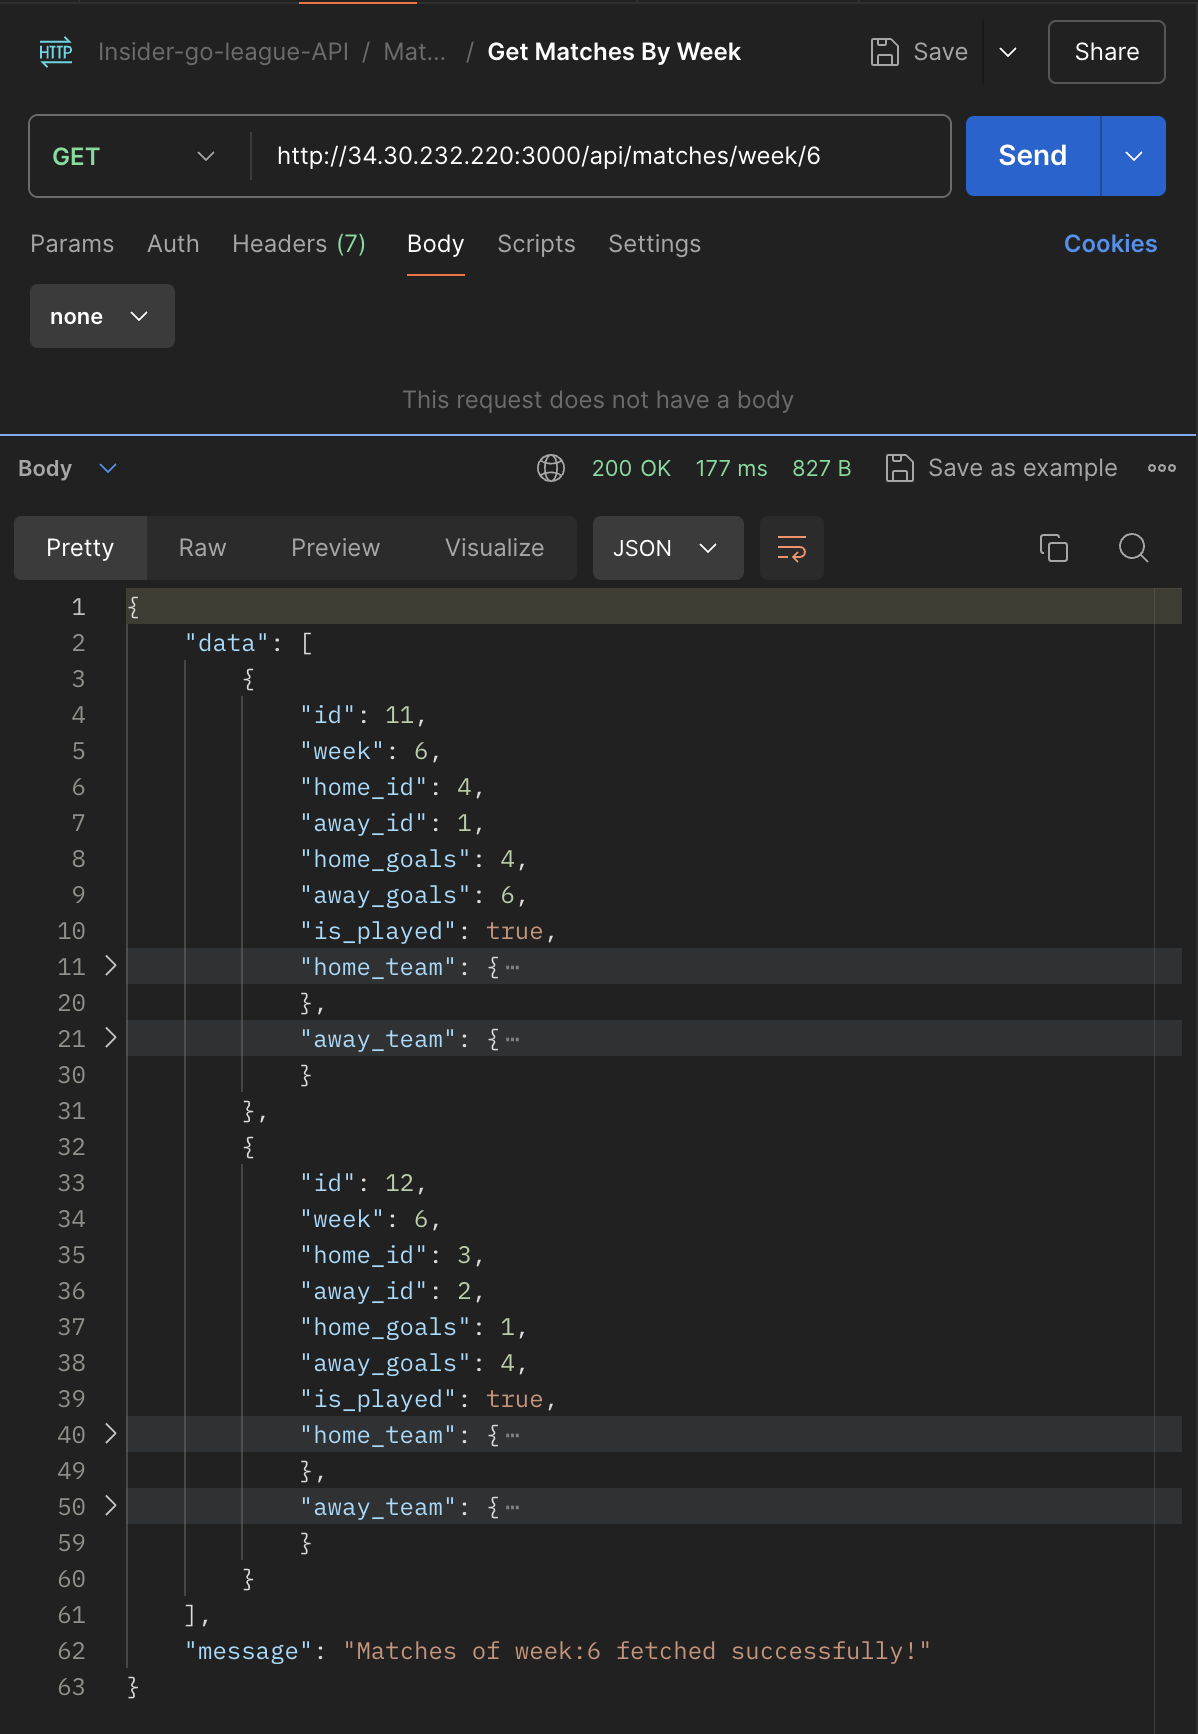 HTTP Insider-go-league-API / Mat... / Get Matches By Week Save Share
GET http://34.30.232.220:3000/api/matches/week/6 Send
Params Auth Headers (7) Body Scripts Settings Cookies
none
This request does not have a body
Body 200 OK 177 ms 827 B Save as example
Pretty Raw Preview Visualize JSON
1 {
2 "data": [
3 {
4 "id": 11,
5 "week": 6,
6 "home_id": 4,
7 "away_id": 1,
8 "home_goals": 4,
9 "away_goals": 6,
10 "is_played": true,
11 "home_team": { ⋯
20 },
21 "away_team": { ⋯
30 }
31 },
32 {
33 "id": 12,
34 "week": 6,
35 "home_id": 3,
36 "away_id": 2,
37 "home_goals": 1,
38 "away_goals": 4,
39 "is_played": true,
40 "home_team": { ⋯
49 },
50 "away_team": { ⋯
59 }
60 }
61 ],
62 "message": "Matches of week:6 fetched successfully!"
63 }